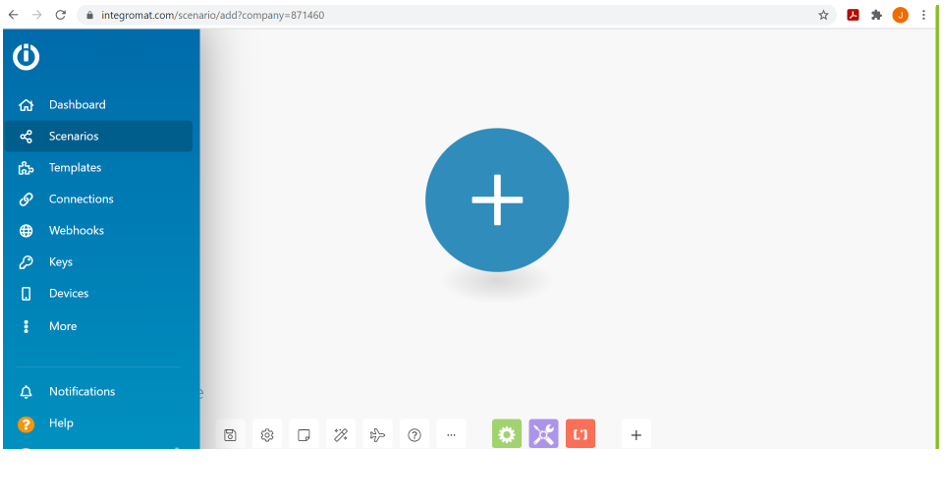 integromat.com/scenario/add?company=871460
J
Dashboard
Scenarios
Templates
Connections
Webhooks
Keys
Devices
More
Notifications
Help